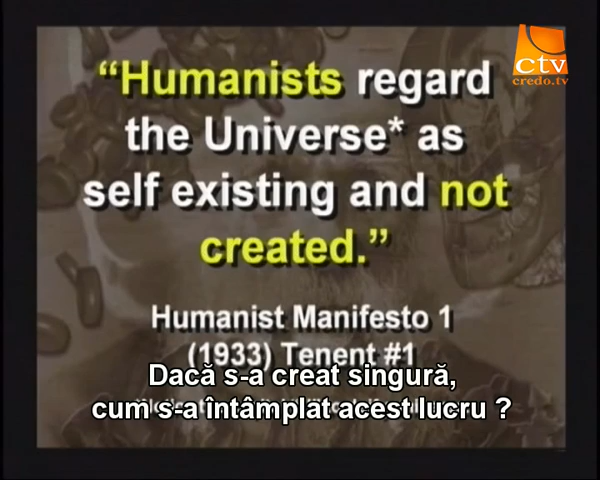 ctv
credo.tv
“Humanists regard
the Universe* as
self existing and not
created.”
Humanist Manifesto 1
(1933) Tenent #1
Dacă s-a creat singură,
cum s-a întâmplat acest lucru ?